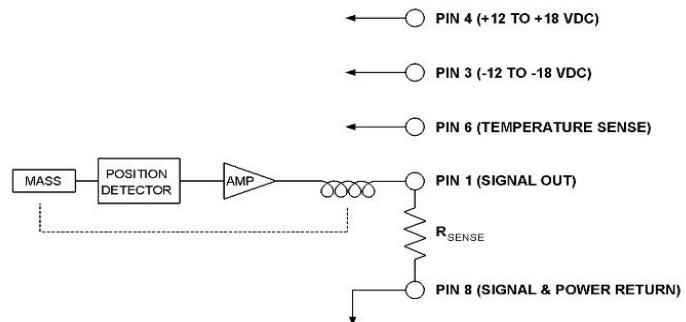 PIN 4 (+12 TO +18 VDC)
PIN 3 (-12 TO -18 VDC)
PIN 6 (TEMPERATURE SENSE)
MASS
POSITION
DETECTOR
AMP
PIN 1 (SIGNAL OUT)
RSENSE
PIN 8 (SIGNAL & POWER RETURN)